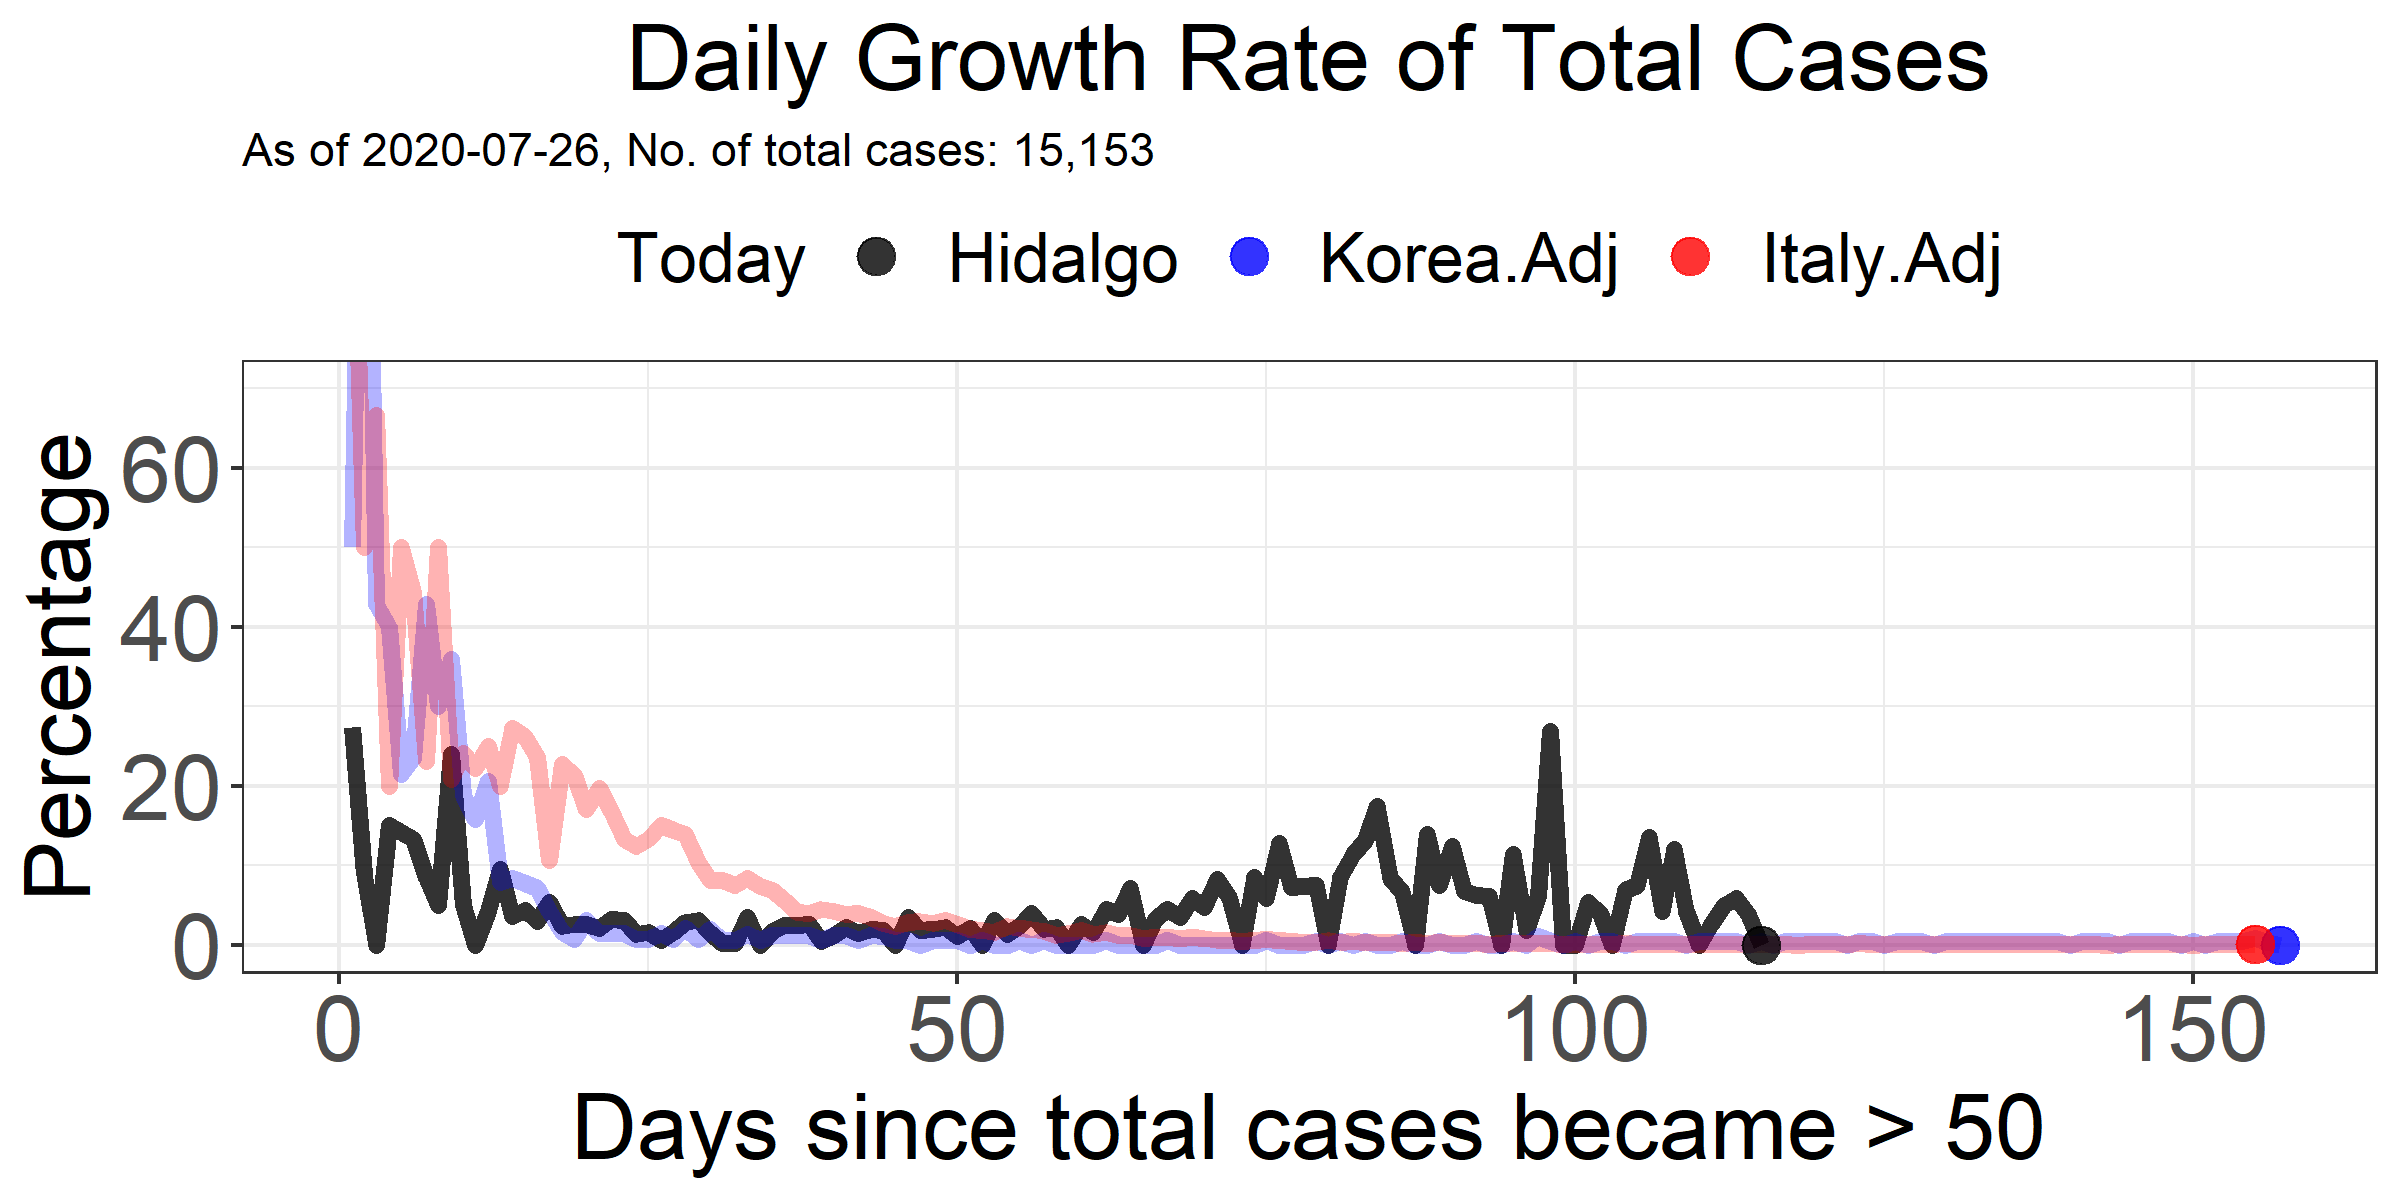 Daily Growth Rate of Total Cases
As of 2020-07-26, No. of total cases: 15,153
Today Hidalgo Korea.Adj Italy.Adj
Percentage
60
40
20
0
0 50 100 150
Days since total cases became > 50